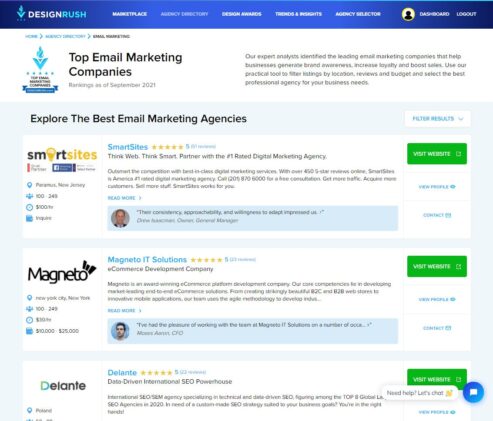 DESIGNRUSH
MARKETPLACE
AGENCY DIRECTORY
DESIGN AWARDS
TRENDS & INSIGHTS
AGENCY SELECTOR
DASHBOARD
LOGOUT
HOME > AGENCY DIRECTORY > EMAIL MARKETING
TOP EMAIL
MARKETING
COMPANIES
Top Email Marketing
Companies
Rankings as of September 2021
Our expert analysts identified the leading email marketing companies that help
businesses generate brand awareness, increase loyalty and boost sales. Use our
practical tool to filter listings by location, reviews and budget and select the best
professional agency for your business needs.
Explore The Best Email Marketing Agencies
FILTER RESULTS
smartsites
Paramus, New Jersey
100 - 249
$100/hr
Inquire
SmartSites 5 (51 reviews)
Think Web. Think Smart. Partner with the #1 Rated Digital Marketing Agency.
Outsmart the competition with best-in-class digital marketing services. With over 450 5-star reviews online, SmartSites
is America #1 rated digital marketing agency. Call (201) 870 6000 for a free consultation. Get more traffic. Acquire more
customers. Sell more stuff. SmartSites works for you.
READ MORE >
"Their consistency, approachability, and willingness to adapt impressed us. "
Drew Isaacman, Owner, General Manager
VISIT WEBSITE
VIEW PROFILE
CONTACT
Magneto
new york city, New York
100 - 249
$30/hr
$10,000 - $25,000
Magneto IT Solutions 5 (23 reviews)
eCommerce Development Company
Magneto is an award-winning eCommerce platform development company. Our core competencies lie in developing
market-leading end-to-end eCommerce solutions. From creating strikingly beautiful B2C and B2B web stores to
innovative mobile applications, our team uses the agile methodology to develop indus...
READ MORE >
"I've had the pleasure of working with the team at Magneto IT Solutions on a number of occa... "
Moses Aaron, CFO
VISIT WEBSITE
VIEW PROFILE
CONTACT
Delante
Poland
Delante 5 (22 reviews)
Data-Driven International SEO Powerhouse
International SEO/SEM agency specializing in technical and data-driven SEO, figuring among the TOP 8 Global
SEO Agencies in 2020. In need of a custom-made SEO strategy suited to your business goals? You're in the right
hands!
VISIT WEBSITE
Need help? Let's chat